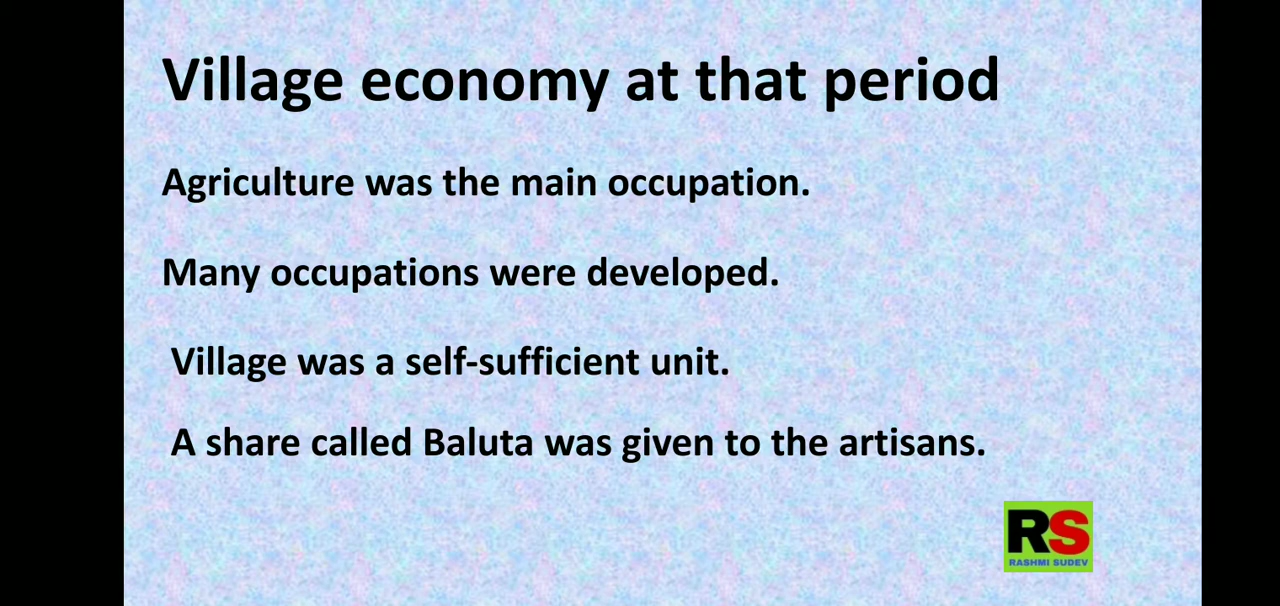 Village economy at that period
Agriculture was the main occupation.
Many occupations were developed.
Village was a self-sufficient unit.
A share called Baluta was given to the artisans.
RS
RASHMI SUDEV